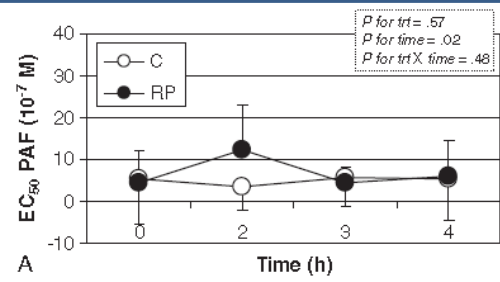 P for trt = .57
P for time = .02
P for trt X time = .48
C
RP
40
30
20
10
0
-10
EC50 PAF (10-7 M)
0 2 3 4
A
Time (h)